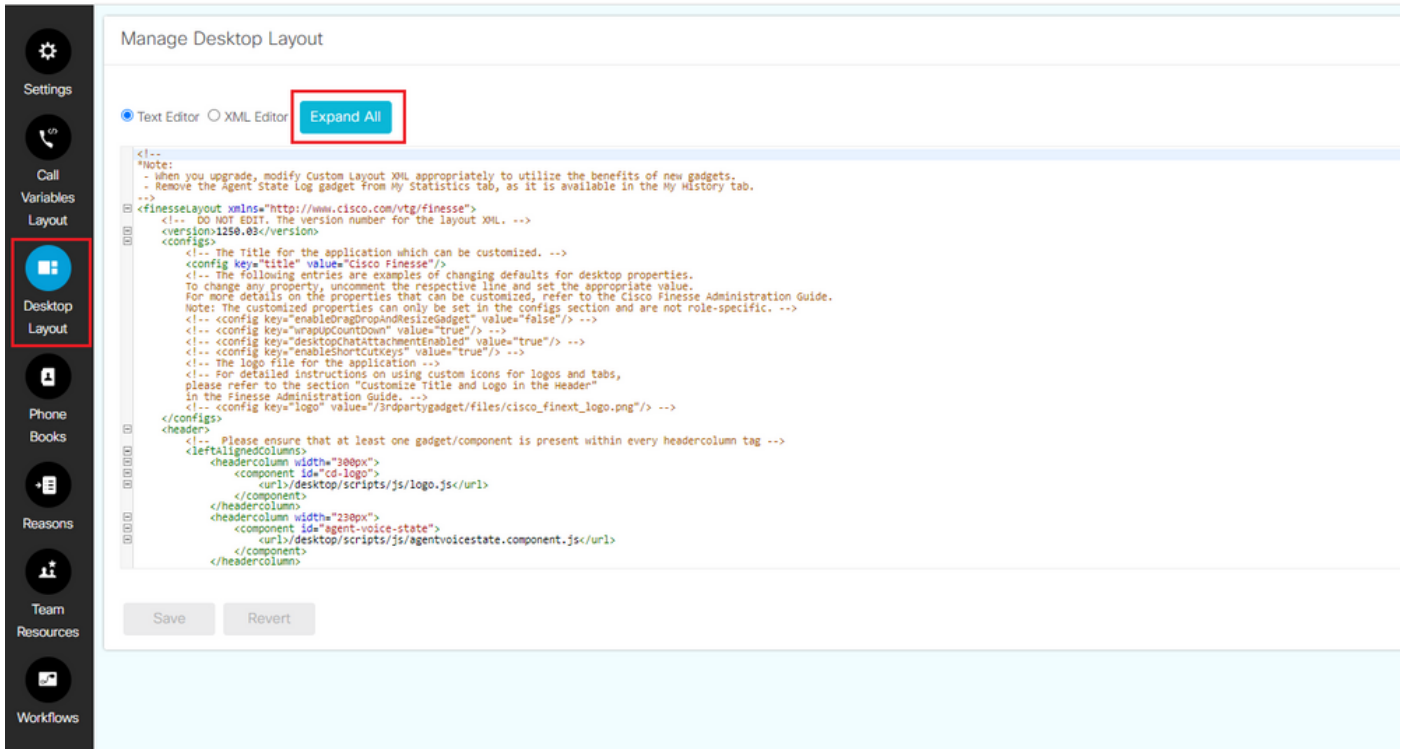 Settings
Call
Variables
Layout
Desktop
Layout
Phone
Books
Reasons
Team
Resources
Workflows
Manage Desktop Layout
Text Editor XML Editor Expand All
<!--
*Note:
- When you upgrade, modify Custom Layout XML appropriately to utilize the benefits of new gadgets.
- Remove the Agent State Log gadget from My Statistics tab, as it is available in the My History tab.
-->
<finesseLayout xmlns="http://www.cisco.com/vtg/finesse">
<!-- DO NOT EDIT. The version number for the layout XML. -->
<version>1250.03</version>
<configs>
<!-- The Title for the application which can be customized. -->
<config key="title" value="Cisco Finesse"/>
<!-- The following entries are examples of changing defaults for desktop properties.
To change any property, uncomment the respective line and set the appropriate value.
For more details on the properties that can be customized, refer to the Cisco Finesse Administration Guide.
Note: The customized properties can only be set in the configs section and are not role-specific. -->
<!-- <config key="enableDragDropAndResizeGadget" value="false"/> -->
<!-- <config key="wrapUpCountDown" value="true"/> -->
<!-- <config key="desktopChatAttachmentEnabled" value="true"/> -->
<!-- <config key="enableShortCutKeys" value="true"/> -->
<!-- The logo file for the application -->
<!-- For detailed instructions on using custom icons for logos and tabs,
please refer to the section "Customize Title and Logo in the Header"
in the Finesse Administration Guide. -->
<!-- <config key="logo" value="/3rdpartygadget/files/cisco_finext_logo.png"/> -->
</configs>
<header>
<!-- Please ensure that at least one gadget/component is present within every headercolumn tag -->
<leftAlignedColumns>
<headercolumn width="300px">
<component id="cd-logo">
<url>/desktop/scripts/js/logo.js</url>
</component>
</headercolumn>
<headercolumn width="230px">
<component id="agent-voice-state">
<url>/desktop/scripts/js/agentvoicestate.component.js</url>
</component>
</headercolumn>
Save Revert